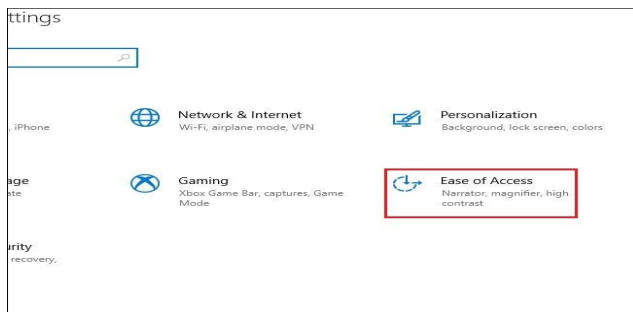 ttings
, iPhone
Network & Internet
Wi-Fi, airplane mode, VPN
Personalization
Background, lock screen, colors
age
ate
Gaming
Xbox Game Bar, captures, Game
Mode
Ease of Access
Narrator, magnifier, high
contrast
urity
recovery,